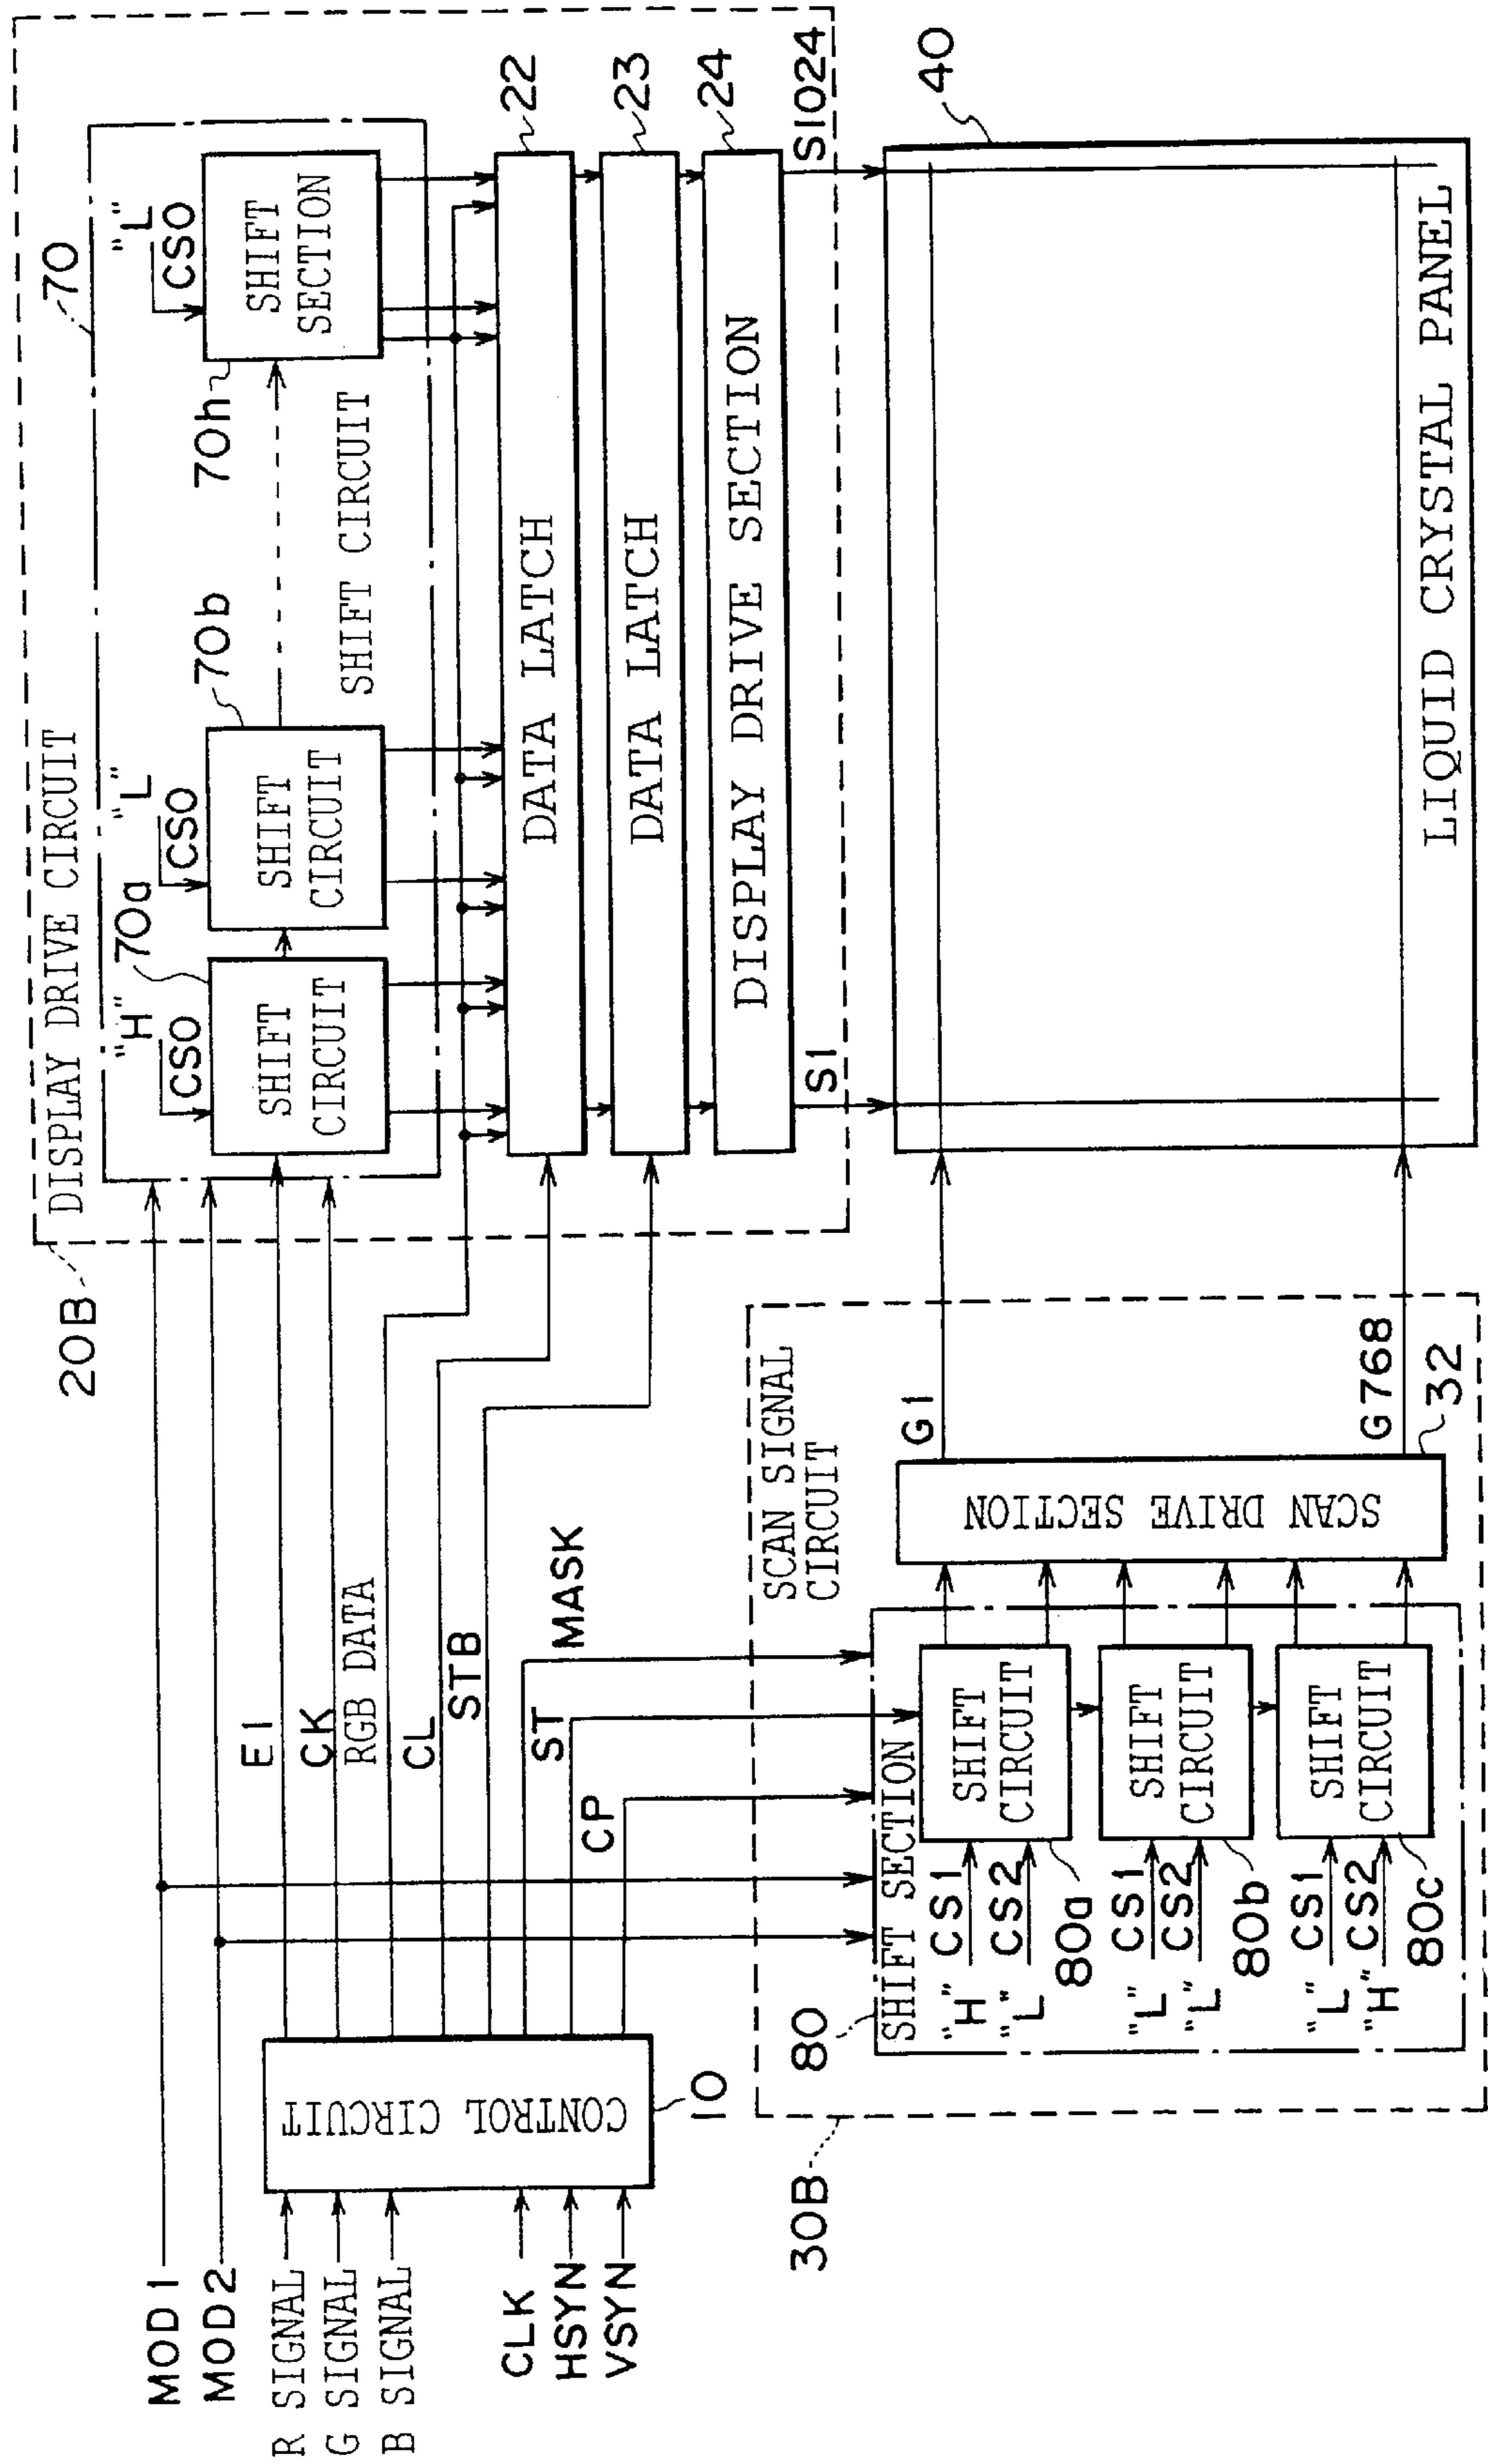 20B
DISPLAY DRIVE CIRCUIT
70
"H"
CSO
70a
"L"
CSO
70b
"L"
CSO
70h
SHIFT
CIRCUIT
SHIFT
CIRCUIT
SHIFT
SECTION
SHIFT CIRCUIT
DATA LATCH
22
DATA LATCH
23
DISPLAY DRIVE SECTION
24
S1
S1024
40
LIQUID CRYSTAL PANEL
MOD1
MOD2
R SIGNAL
G SIGNAL
B SIGNAL
CLK
HSYN
VSYN
CONTROL CIRCUIT
10
E1
CK
RGB DATA
CL
STB
MASK
ST
CP
30B
SCAN SIGNAL
CIRCUIT
80
SHIFT SECTION
"H" CS1
"L" CS2
80a
SHIFT
CIRCUIT
"L" CS1
"L" CS2
80b
SHIFT
CIRCUIT
"L" CS1
"H" CS2
80c
SHIFT
CIRCUIT
SCAN DRIVE SECTION
32
G1
G768